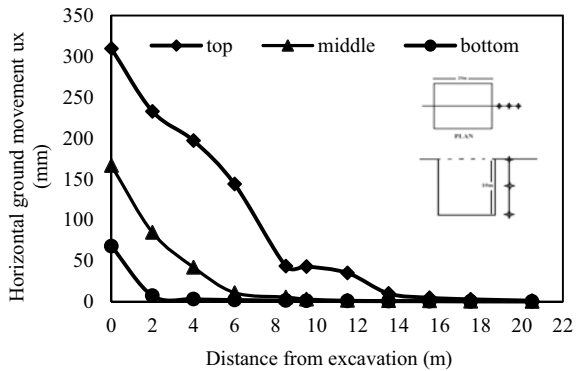 350
300
250
200
150
100
50
0
Horizontal ground movement ux
(mm)
top middle bottom
PLAN
0 2 4 6 8 10 12 14 16 18 20 22
Distance from excavation (m)